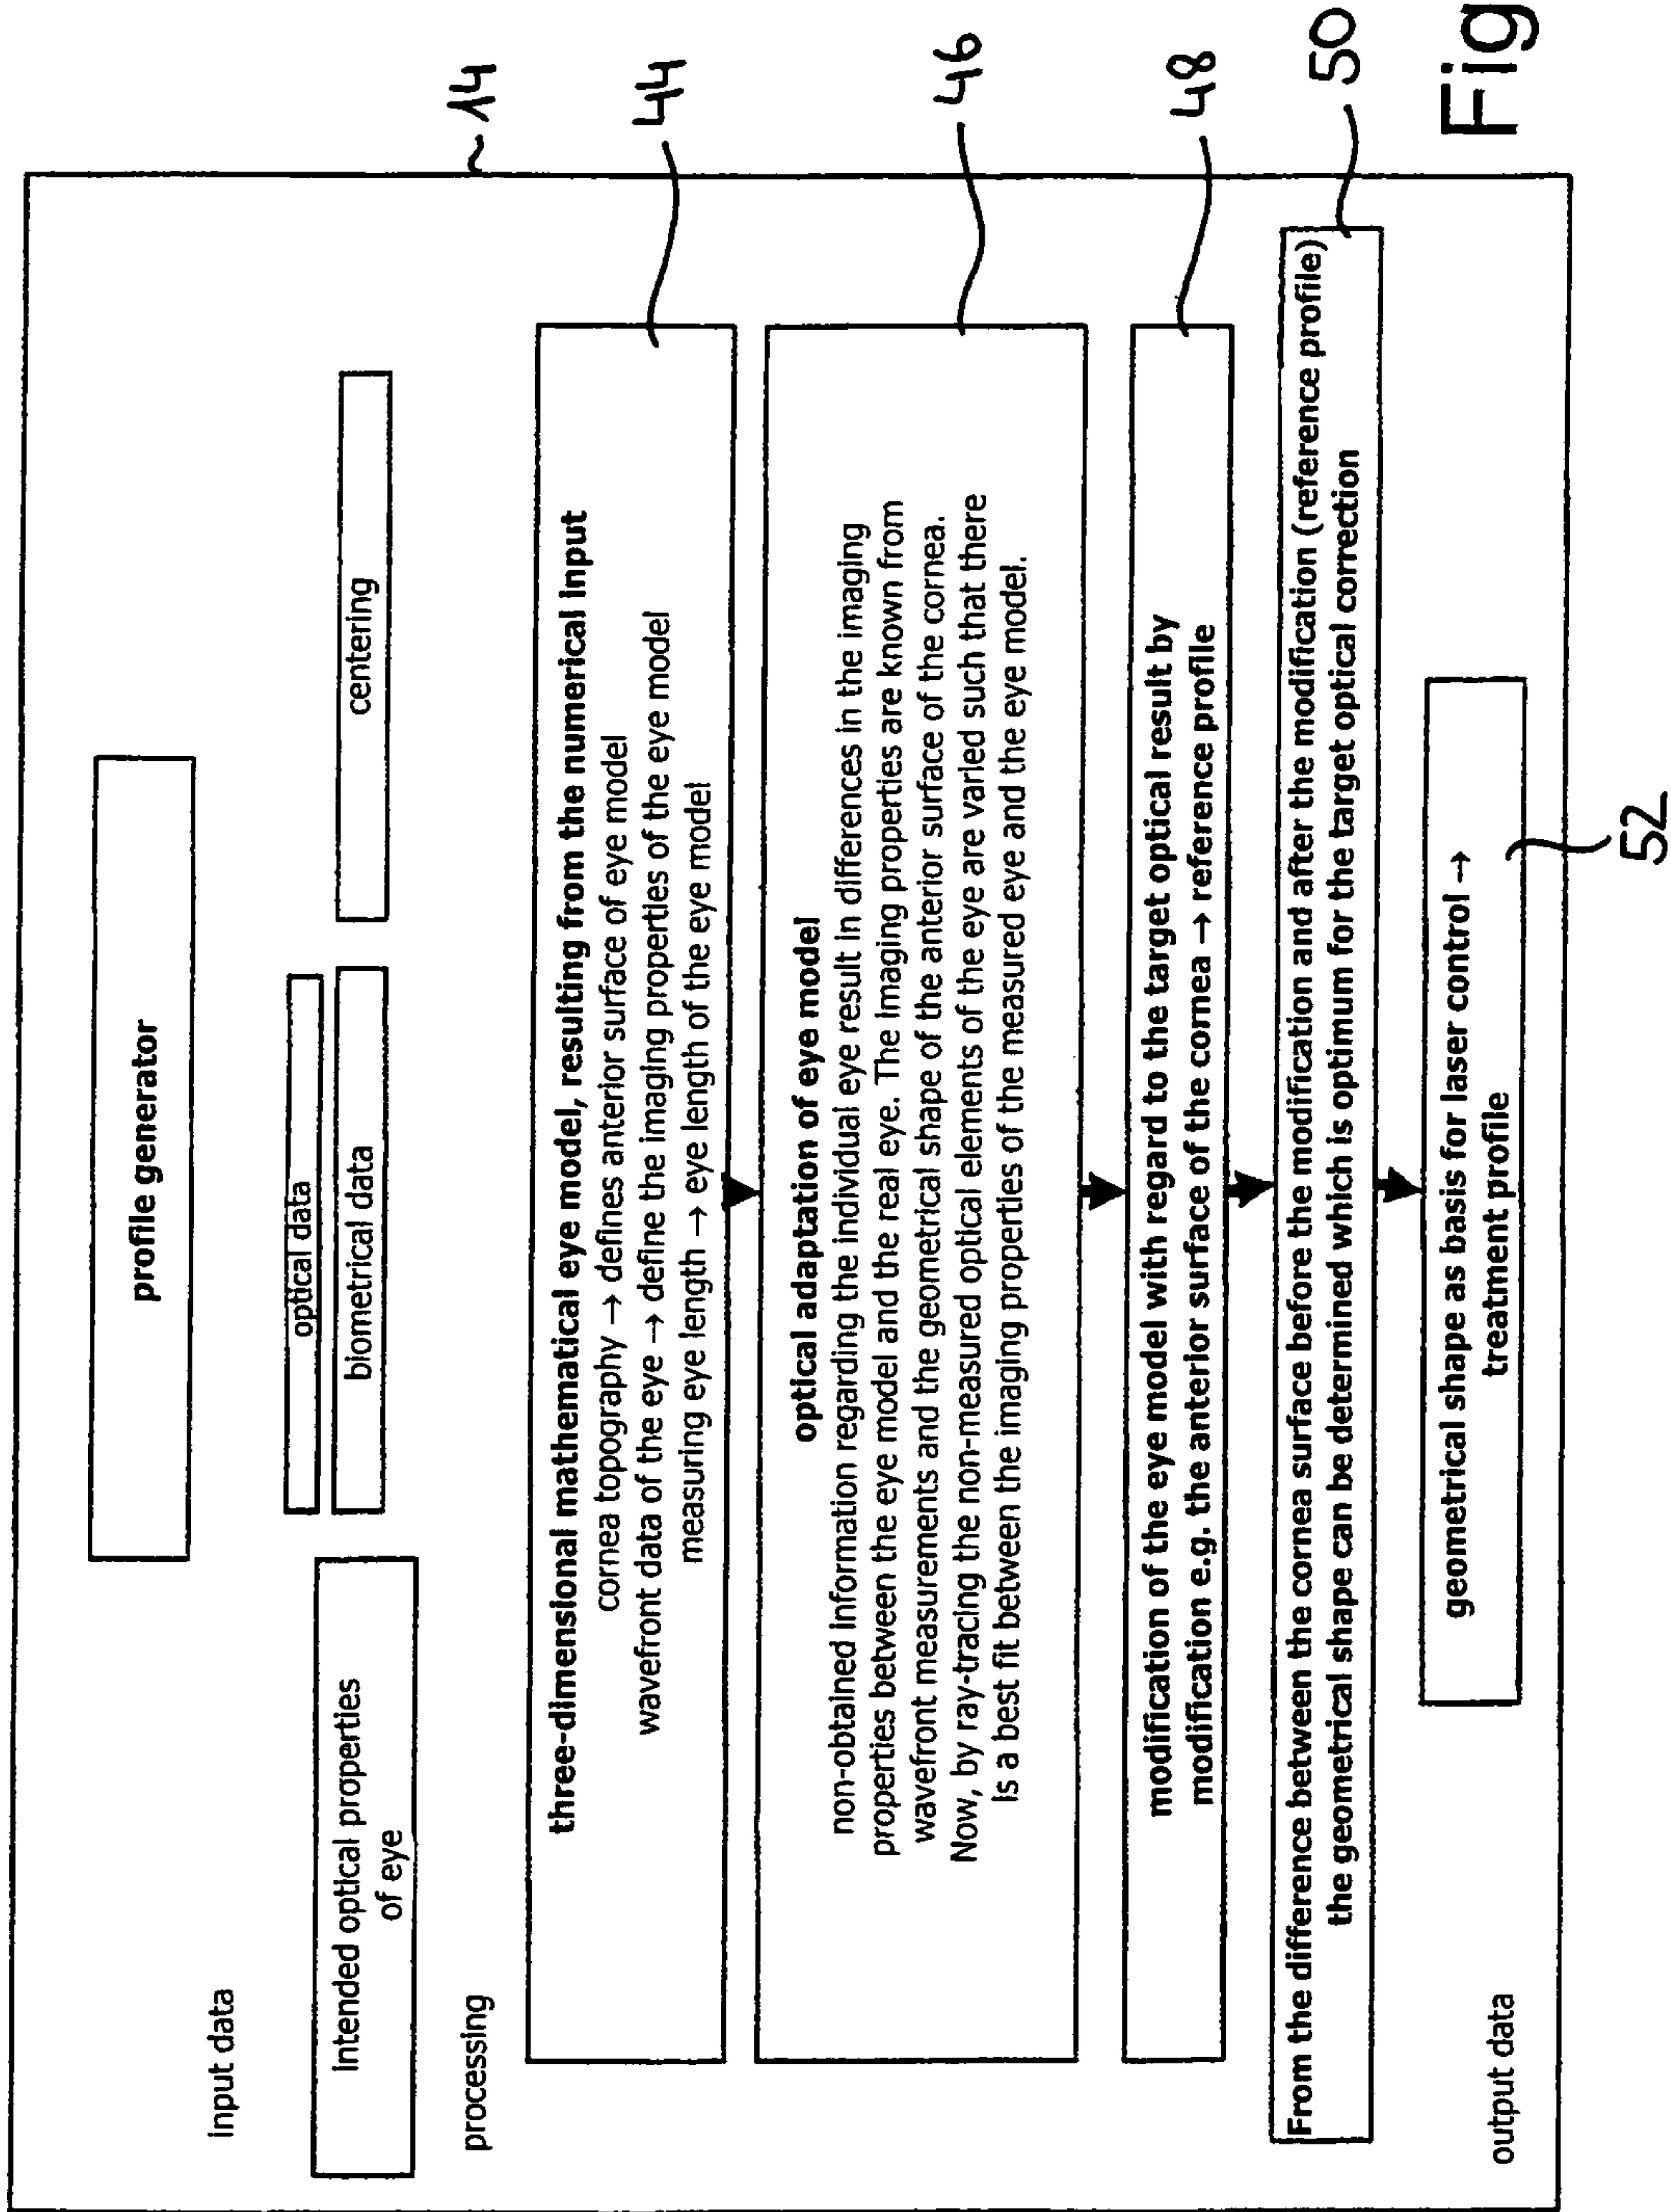 profile generator
14
input data
optical data
Intended optical properties
of eye
biometrical data
centering
processing
three-dimensional mathematical eye model, resulting from the numerical input
cornea topography → defines anterior surface of eye model
wavefront data of the eye → define the imaging properties of the eye model
measuring eye length → eye length of the eye model
44
optical adaptation of eye model
non-obtained information regarding the individual eye result in differences in the imaging
properties between the eye model and the real eye. The imaging properties are known from
wavefront measurements and the geometrical shape of the anterior surface of the cornea.
Now, by ray-tracing the non-measured optical elements of the eye are varied such that there
Is a best fit between the imaging properties of the measured eye and the eye model.
46
modification of the eye model with regard to the target optical result by
modification e.g. the anterior surface of the cornea → reference profile
48
From the difference between the cornea surface before the modification and after the modification (reference profile)
the geometrical shape can be determined which is optimum for the target optical correction
50
output data
geometrical shape as basis for laser control →
treatment profile
52
Fig